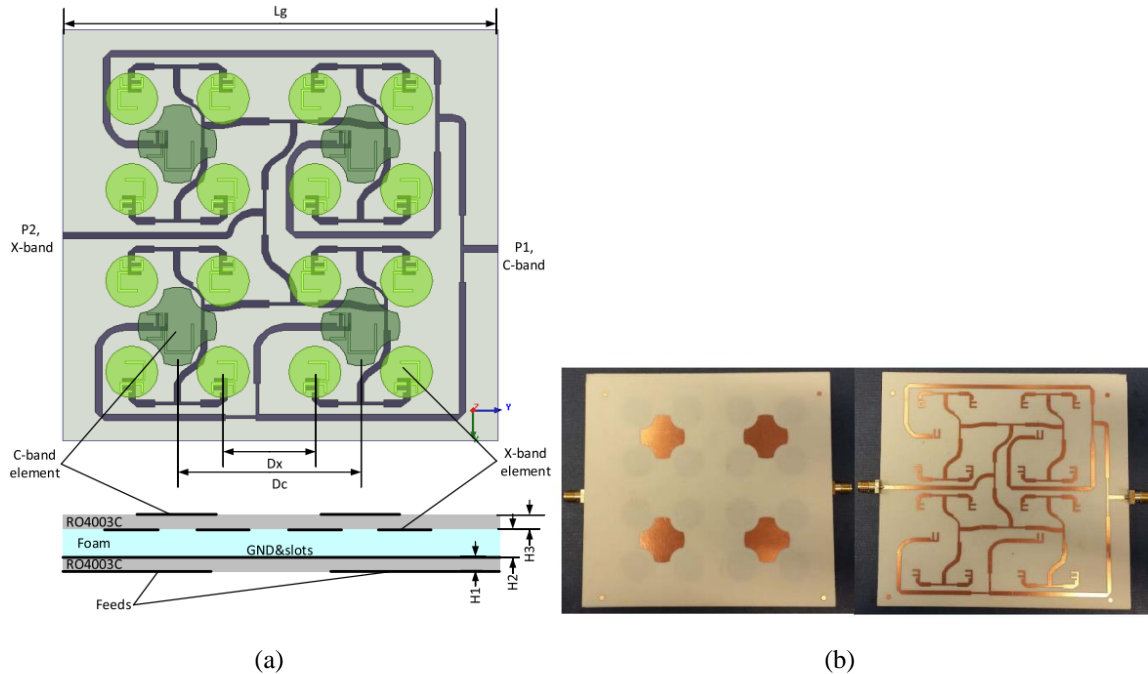 Lg
P2,
X-band
P1,
C-band
Z
Y
C-band
element
Dx
Dc
X-band
element
RO4003C
Foam
GND&slots
RO4003C
H3
H2
H1
Feeds
(a)
(b)